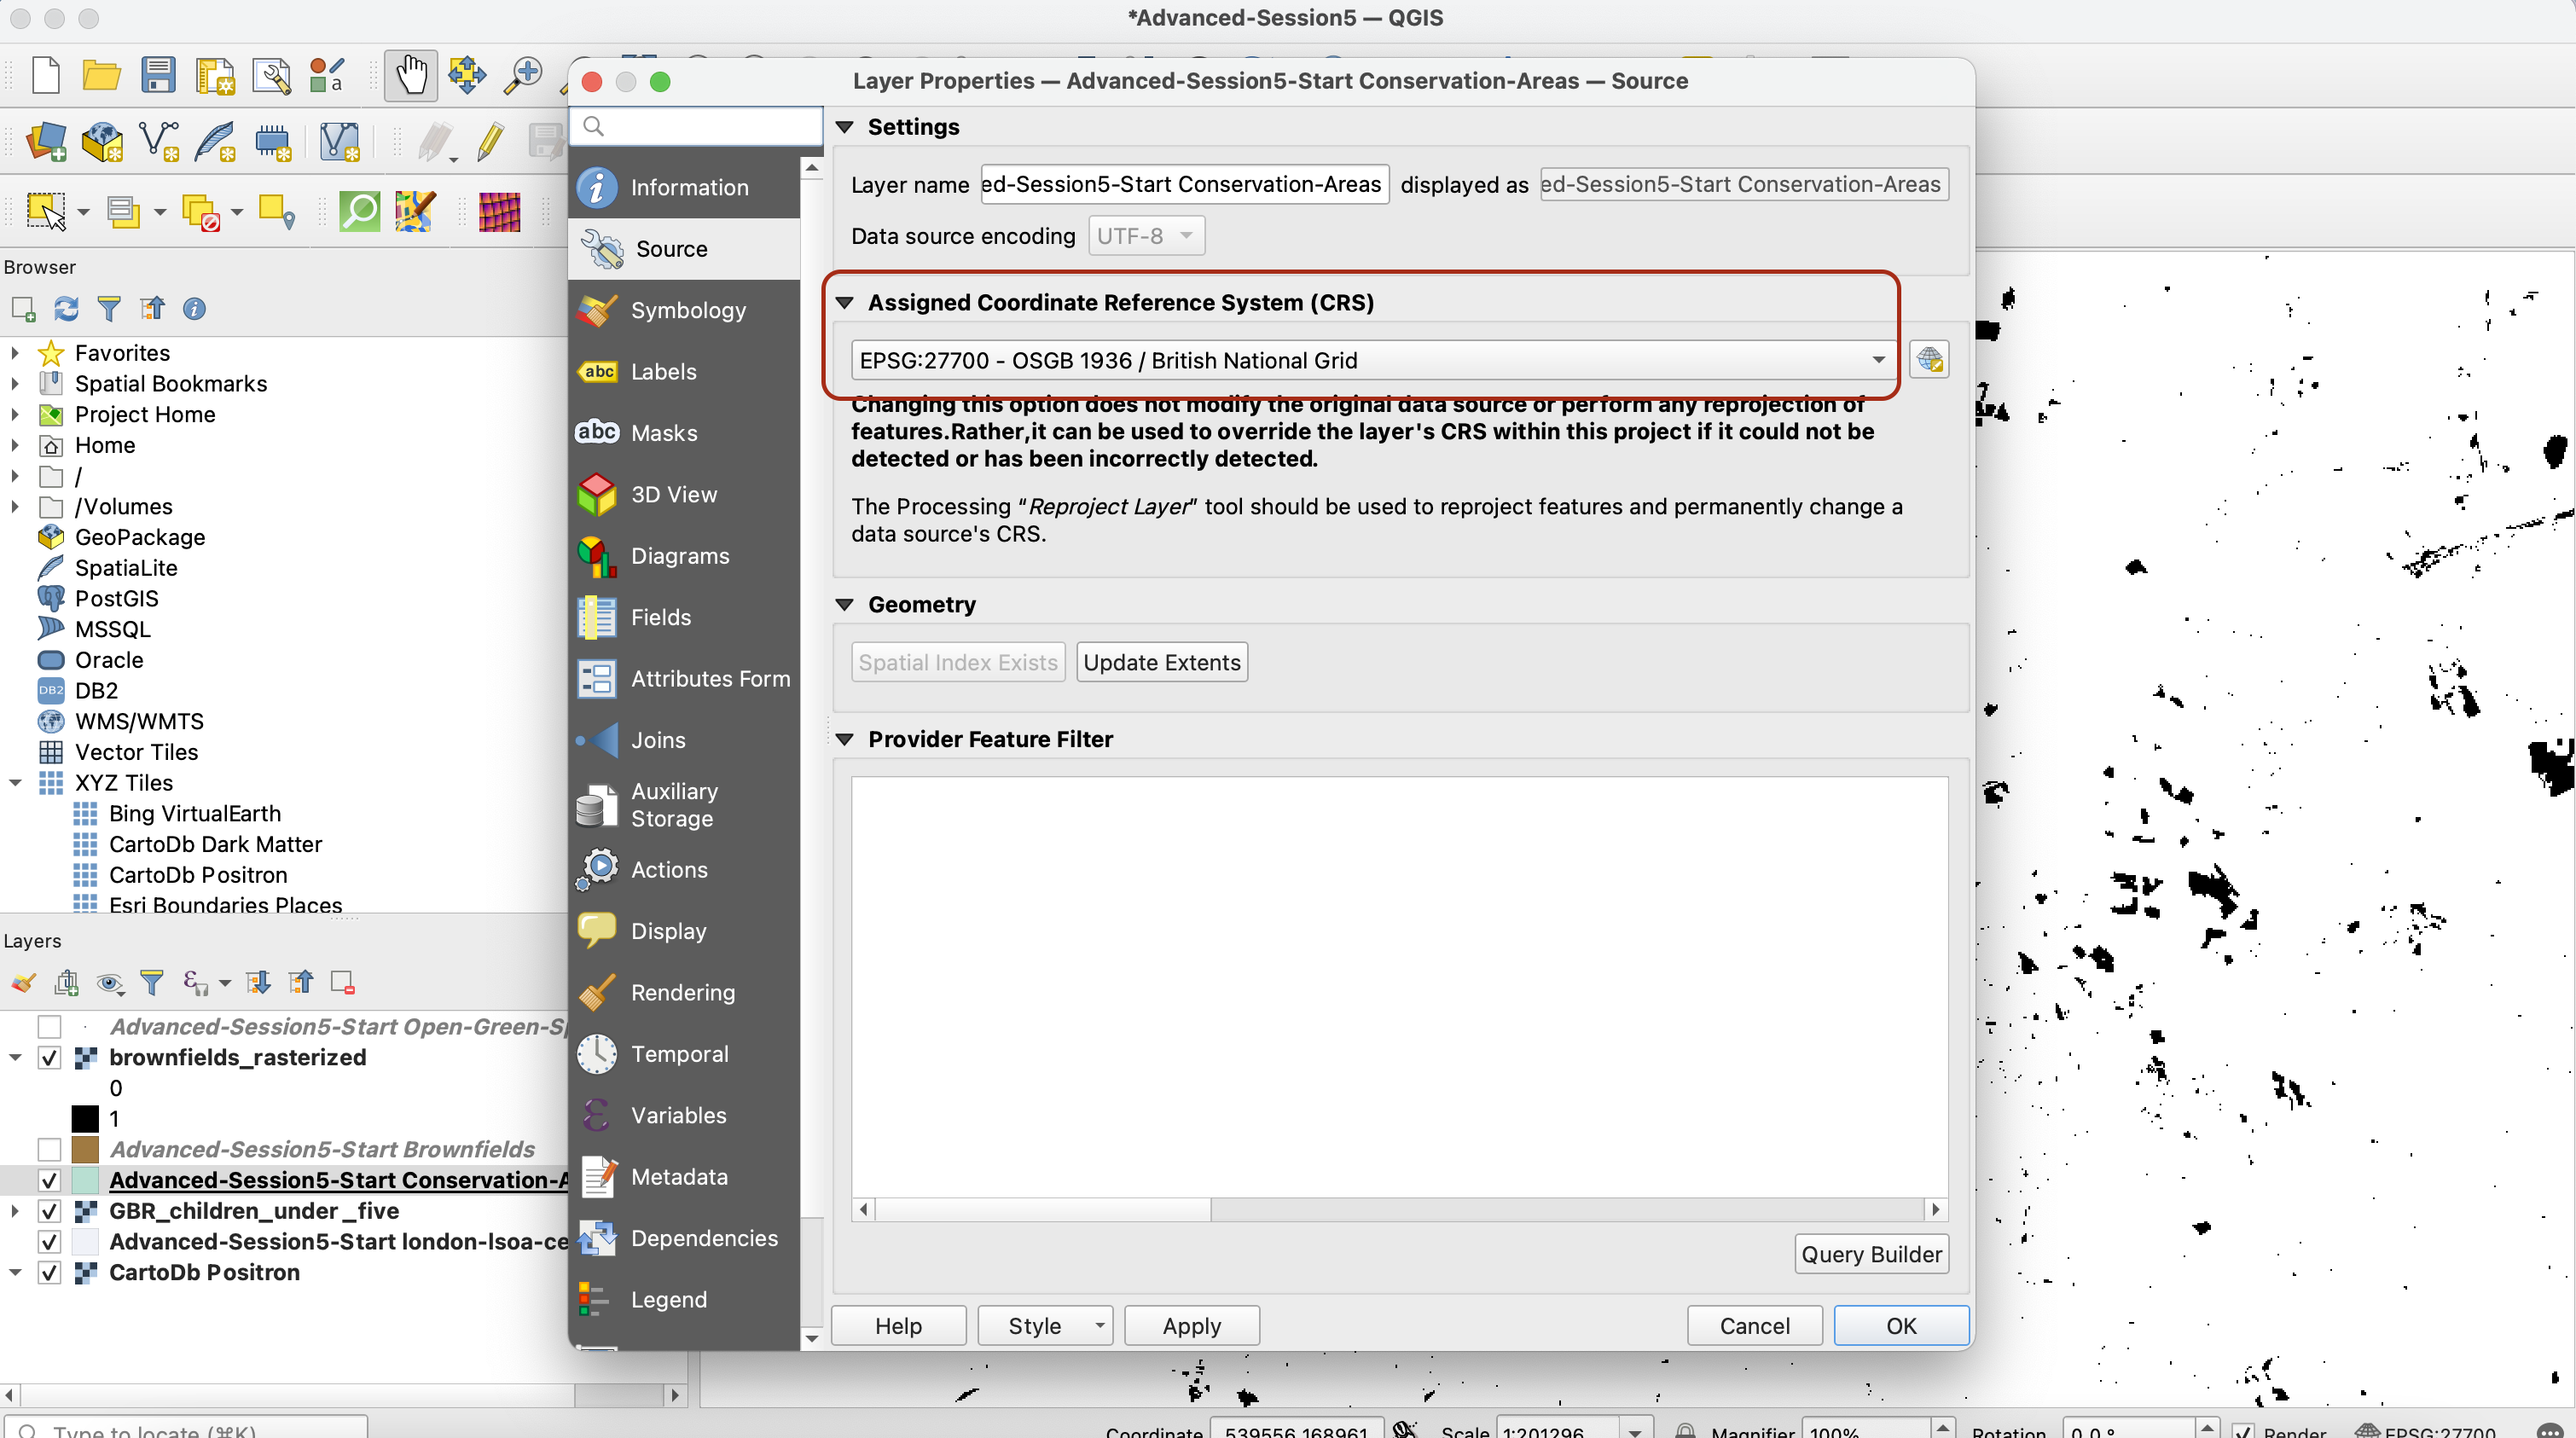 *Advanced-Session5 — QGIS
Layer Properties — Advanced-Session5-Start Conservation-Areas — Source
Information
Source
Symbology
abc Labels
abc Masks
3D View
Diagrams
Fields
Attributes Form
Joins
Auxiliary
Storage
Actions
Display
Rendering
Temporal
Variables
Metadata
Dependencies
Legend
Settings
Layer name ed-Session5-Start Conservation-Areas displayed as ed-Session5-Start Conservation-Areas
Data source encoding UTF-8
Assigned Coordinate Reference System (CRS)
EPSG:27700 - OSGB 1936 / British National Grid
Changing this option does not modify the original data source or perform any reprojection of
features.Rather,it can be used to override the layer's CRS within this project if it could not be
detected or has been incorrectly detected.
The Processing "Reproject Layer" tool should be used to reproject features and permanently change a
data source's CRS.
Geometry
Spatial Index Exists Update Extents
Provider Feature Filter
Query Builder
Help Style Apply Cancel OK
Browser
Favorites
Spatial Bookmarks
Project Home
Home
/
/Volumes
GeoPackage
SpatiaLite
PostGIS
MSSQL
Oracle
DB2 DB2
WMS/WMTS
Vector Tiles
XYZ Tiles
Bing VirtualEarth
CartoDb Dark Matter
CartoDb Positron
Esri Boundaries Places
Layers
Advanced-Session5-Start Open-Green-Sp
brownfields_rasterized
0
1
Advanced-Session5-Start Brownfields
Advanced-Session5-Start Conservation-A
GBR_children_under_five
Advanced-Session5-Start london-lsoa-ce
CartoDb Positron
Type to locate (⌘K)
Coordinate 539556,168961 Scale 1:201296 Magnifier 100% Rotation 0.0 ° Render EPSG:27700